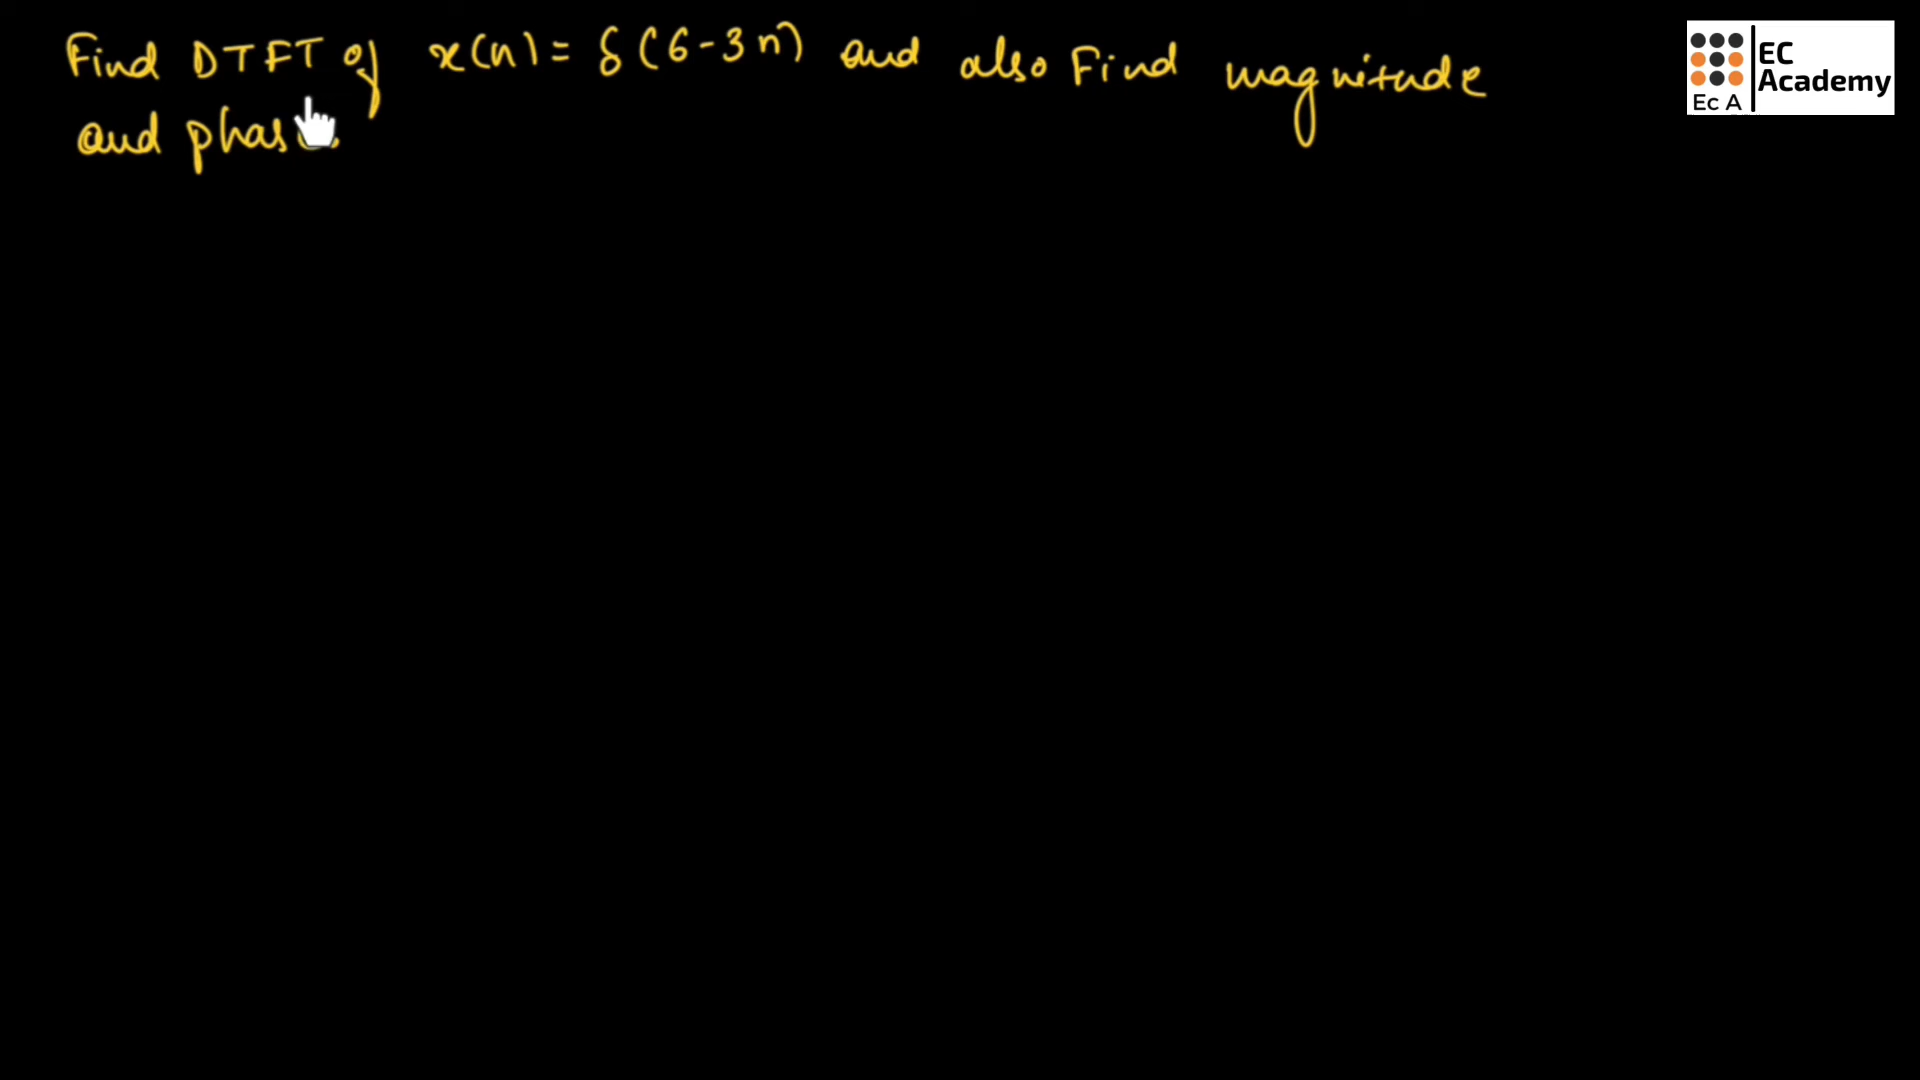 Find DTFT of x(n) = δ(6-3n) and also Find magnitude
and phase.
EC
Academy
Ec A